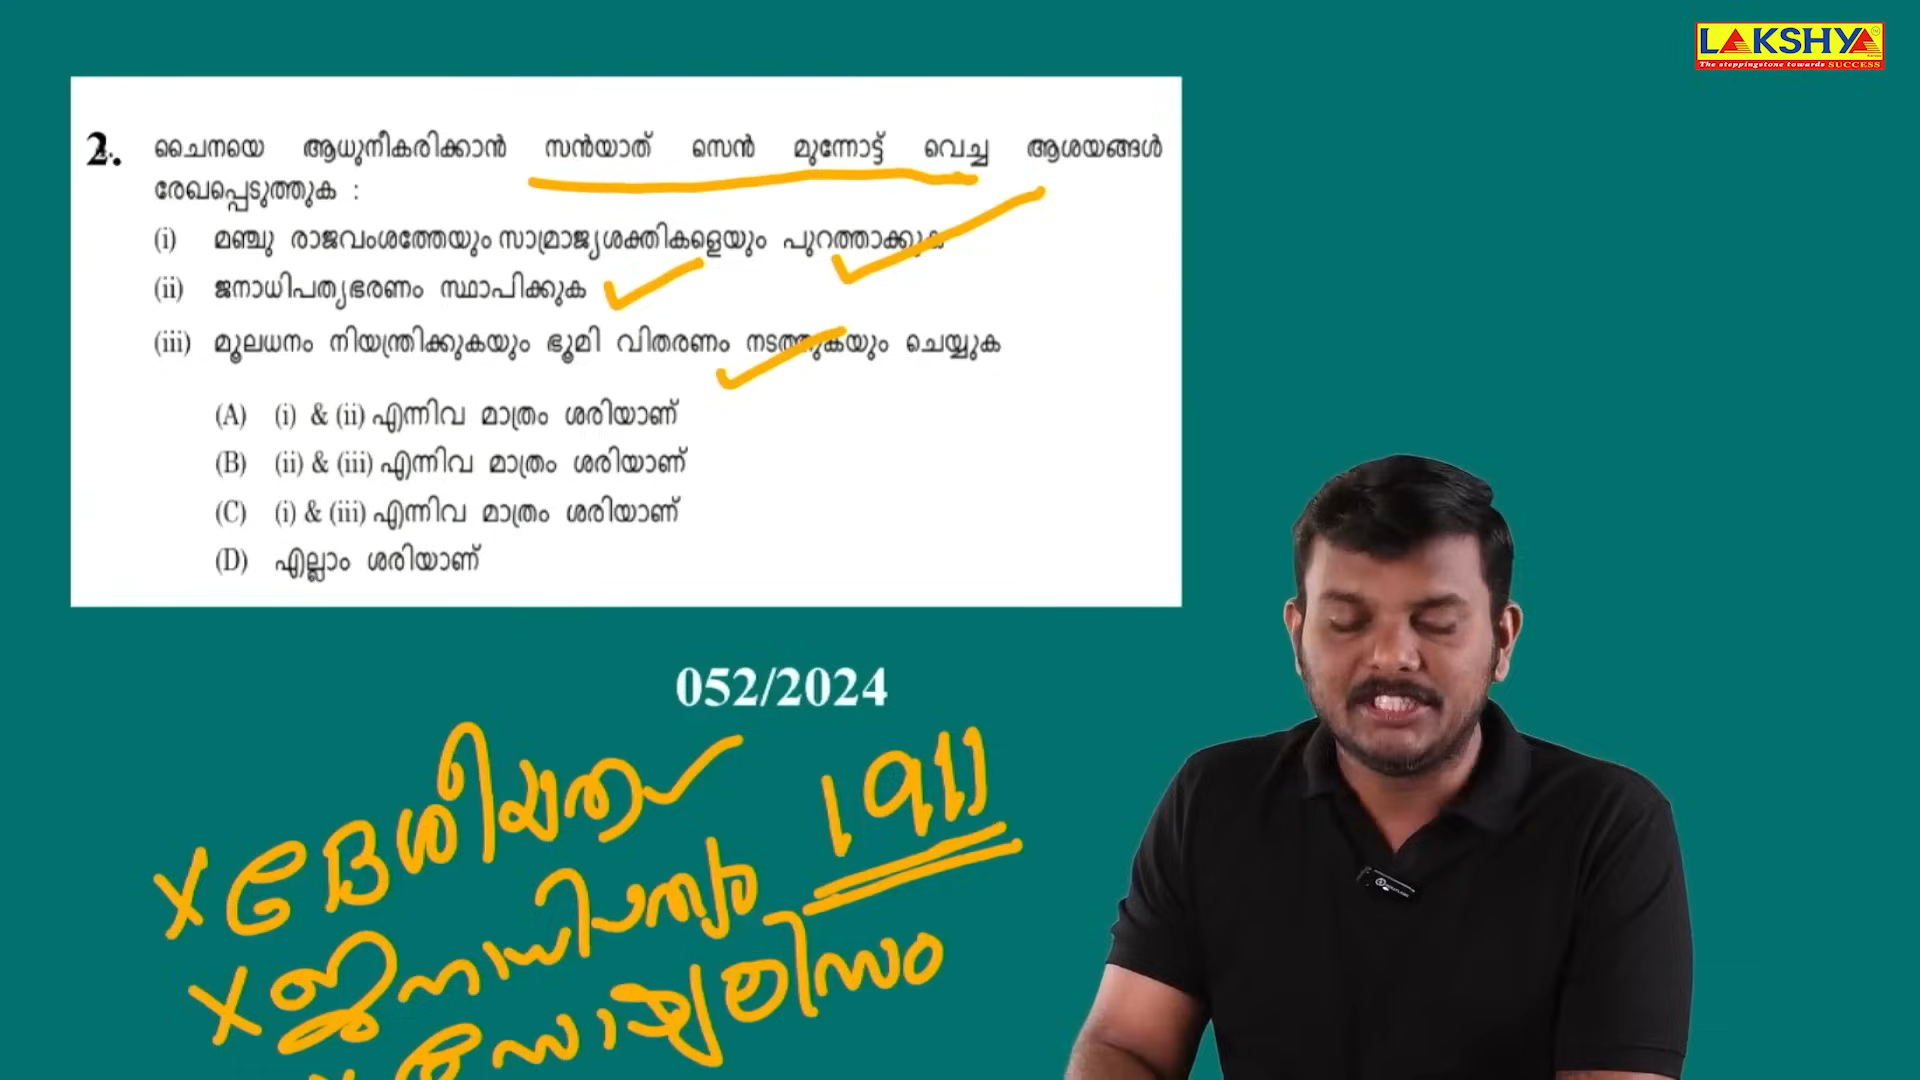 LAKSHYA
The steppingstone towards SUCCESS
2. ചൈനയെ ആധുനീകരിക്കാൻ സൻയാത് സെൻ മുന്നോട്ട് വെച്ച ആശയങ്ങൾ
രേഖപ്പെടുത്തുക :
(i) മഞ്ചു രാജവംശത്തേയും സാമ്രാജ്യശക്തികളെയും പുറത്താക്കുക
(ii) ജനാധിപത്യഭരണം സ്ഥാപിക്കുക
(iii) മൂലധനം നിയന്ത്രിക്കുകയും ഭൂമി വിതരണം നടത്തുകയും ചെയ്യുക
(A) (i) & (ii) എന്നിവ മാത്രം ശരിയാണ്
(B) (ii) & (iii) എന്നിവ മാത്രം ശരിയാണ്
(C) (i) & (iii) എന്നിവ മാത്രം ശരിയാണ്
(D) എല്ലാം ശരിയാണ്
052/2024
x ദേശീയത
1911
x ജനാധിപത്യം
x സോഷ്യലിസം